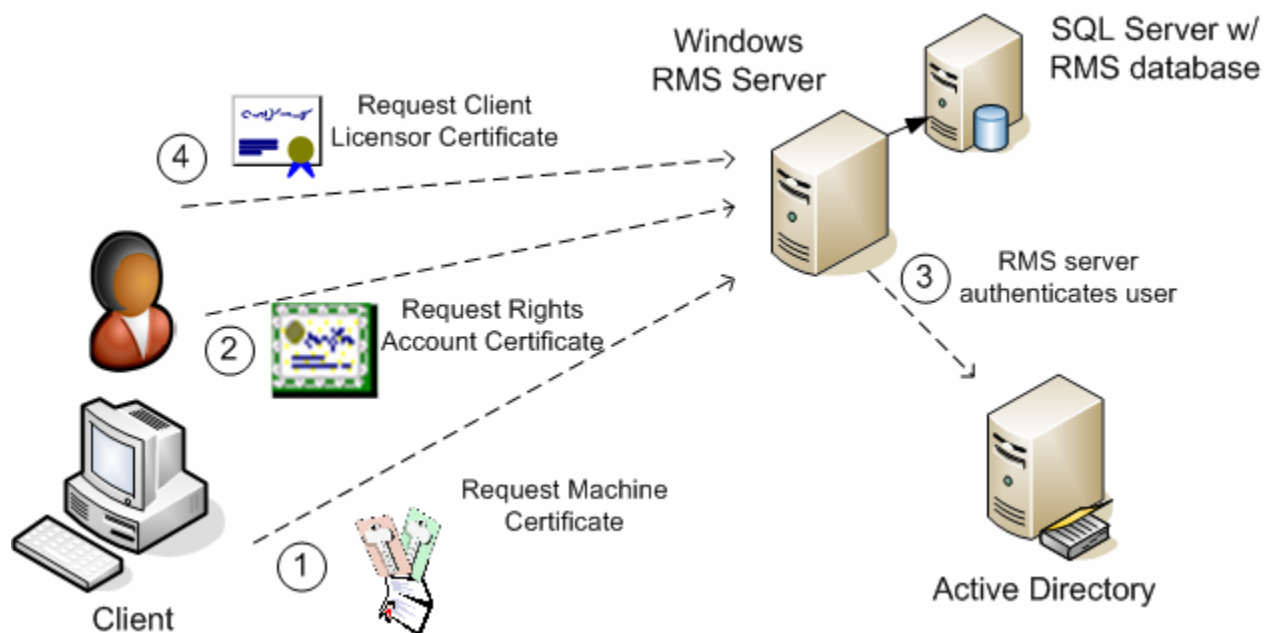 Windows
RMS Server
SQL Server w/
RMS database
Request Client
Licensor Certificate
4
3
RMS server
authenticates user
Request Rights
Account Certificate
2
Request Machine
Certificate
1
Client
Active Directory